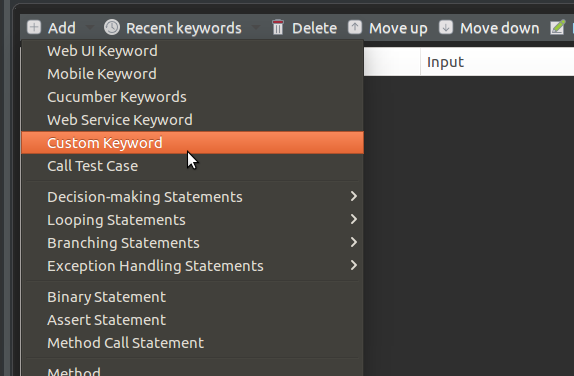 Add Recent keywords Delete Move up Move down
Input
Web UI Keyword
Mobile Keyword
Cucumber Keywords
Web Service Keyword
Custom Keyword
Call Test Case
Decision-making Statements
Looping Statements
Branching Statements
Exception Handling Statements
Binary Statement
Assert Statement
Method Call Statement
Method